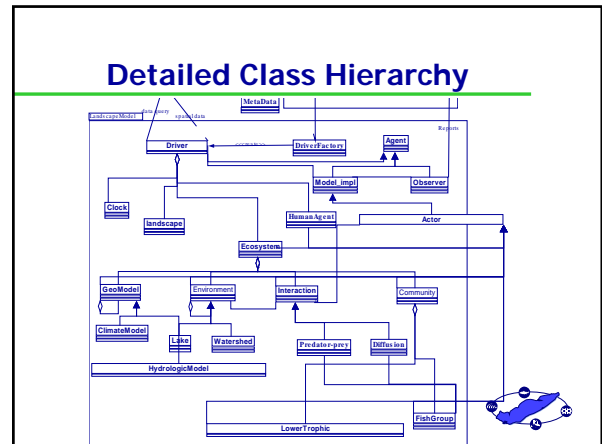 Detailed Class Hierarchy
MetaData
data query
spatial data
LandscapeModel
Reports
Driver
DriverFactory
Agent
Model_impl
Observer
Clock
landscape
HumanAgent
Actor
Ecosystem
GeoModel
Environment
Interaction
Community
ClimateModel
Lake
Watershed
Predator-prey
Diffusion
HydrologicModel
FishGroup
LowerTrophic